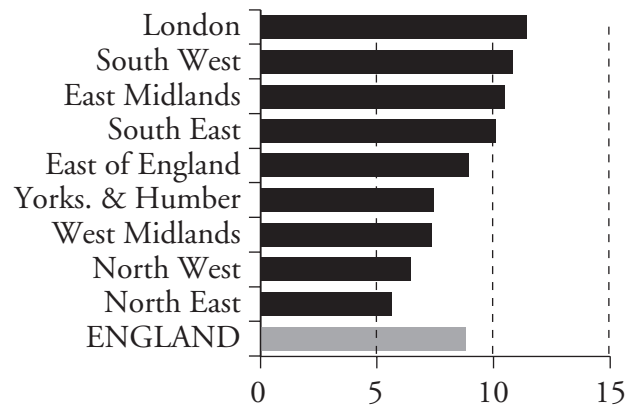 London
South West
East Midlands
South East
East of England
Yorks. & Humber
West Midlands
North West
North East
ENGLAND
0 5 10 15